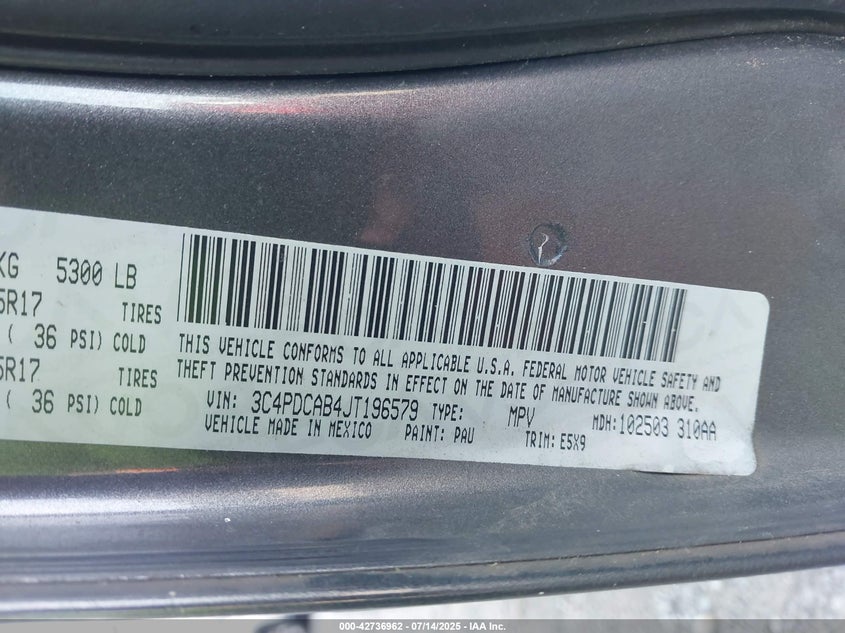 KG 5300 LB
5R17 TIRES
( 36 PSI) COLD
5R17 TIRES
( 36 PSI) COLD
THIS VEHICLE CONFORMS TO ALL APPLICABLE U.S.A. FEDERAL MOTOR VEHICLE SAFETY AND
THEFT PREVENTION STANDARDS IN EFFECT ON THE DATE OF MANUFACTURE SHOWN ABOVE.
VIN: 3C4PDCAB4JT196579 TYPE: MPV MDH:102503 310AA
VEHICLE MADE IN MEXICO PAINT: PAU TRIM: E5X9
000-42736962 - 07/14/2025 - IAA Inc.